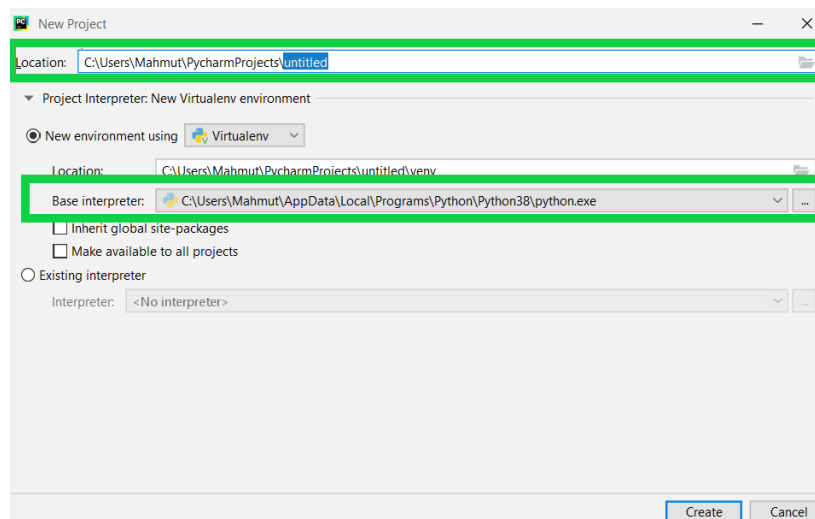 PC New Project
Location: C:\Users\Mahmut\PycharmProjects\untitled
Project Interpreter: New Virtualenv environment
New environment using Virtualenv
Location: C:\Users\Mahmut\PycharmProjects\untitled\venv
Base interpreter: C:\Users\Mahmut\AppData\Local\Programs\Python\Python38\python.exe ...
Inherit global site-packages
Make available to all projects
Existing interpreter
Interpreter: <No interpreter> ...
Create Cancel